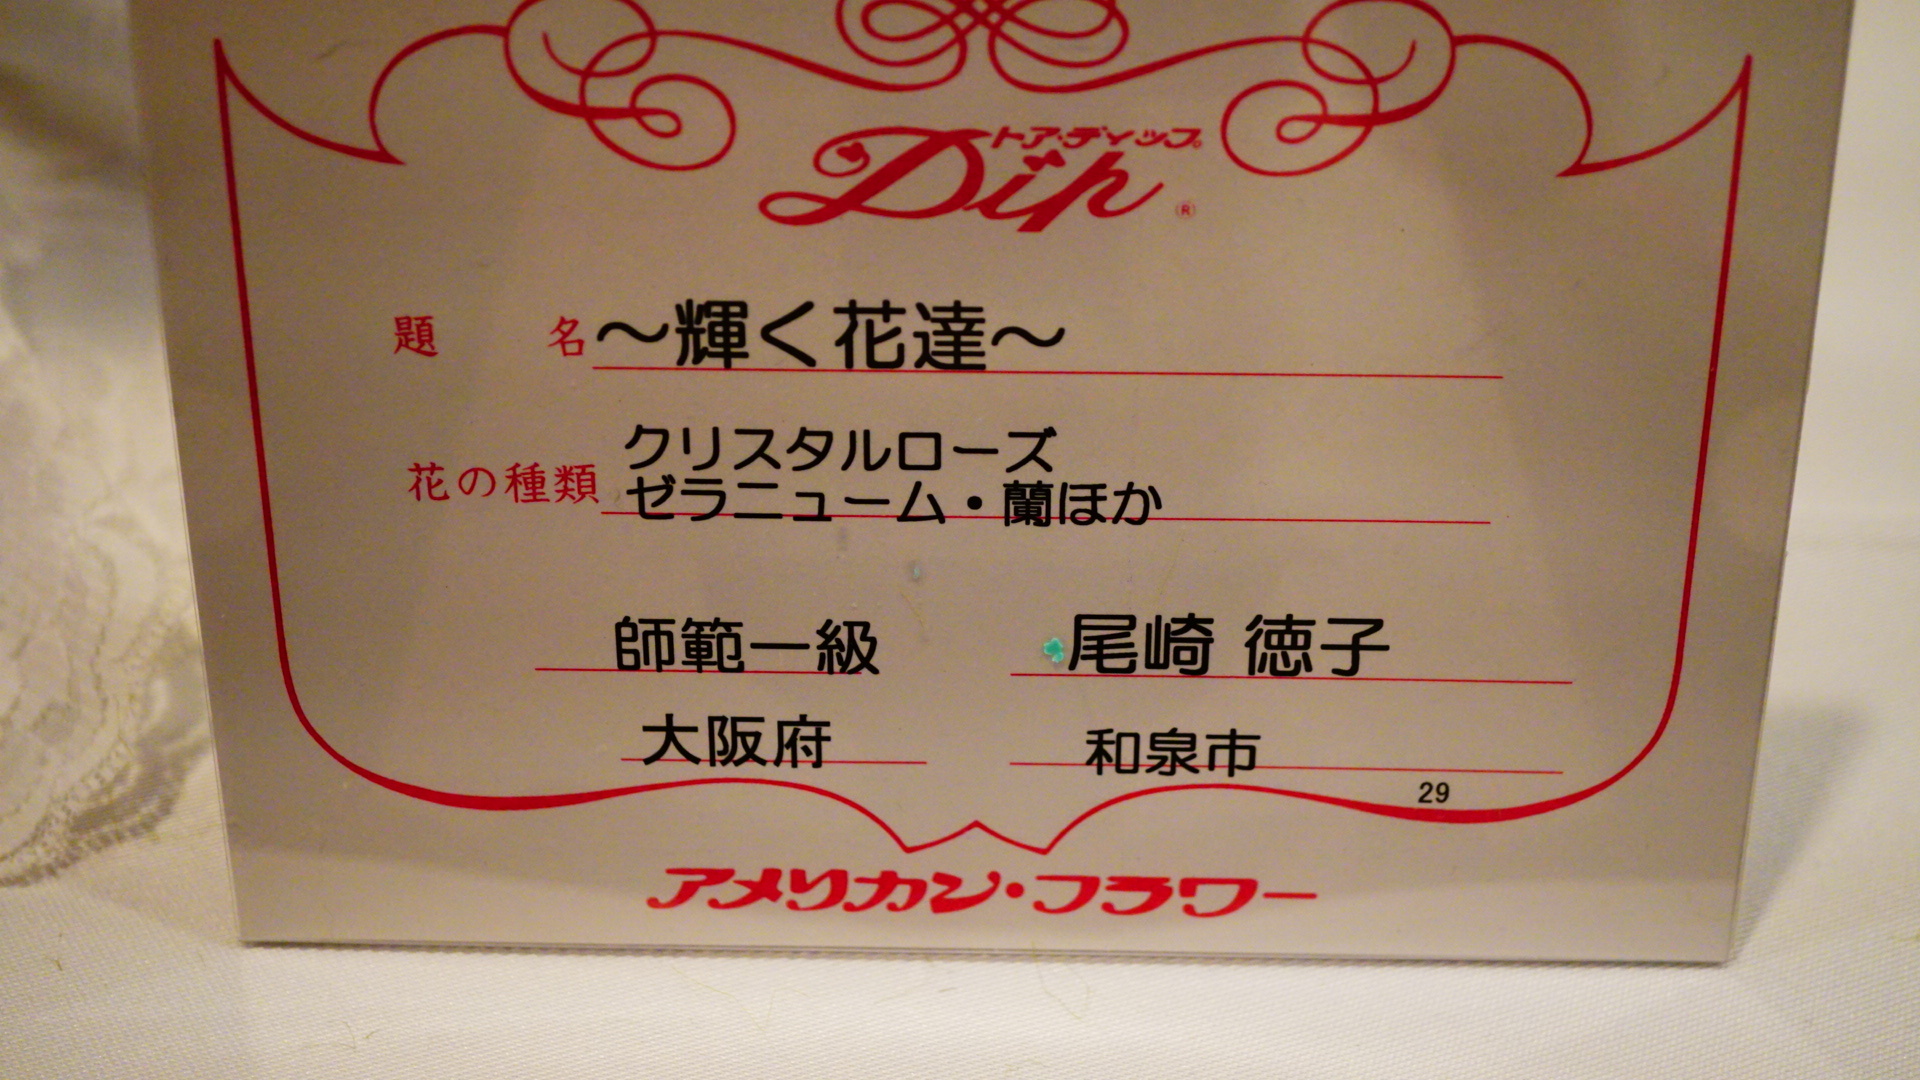 トア・ディップ
Dip®
題名 〜輝く花達〜
花の種類 クリスタルローズ
ゼラニューム・蘭ほか
師範一級 尾崎 徳子
大阪府 和泉市
29
アメリカン・フラワー